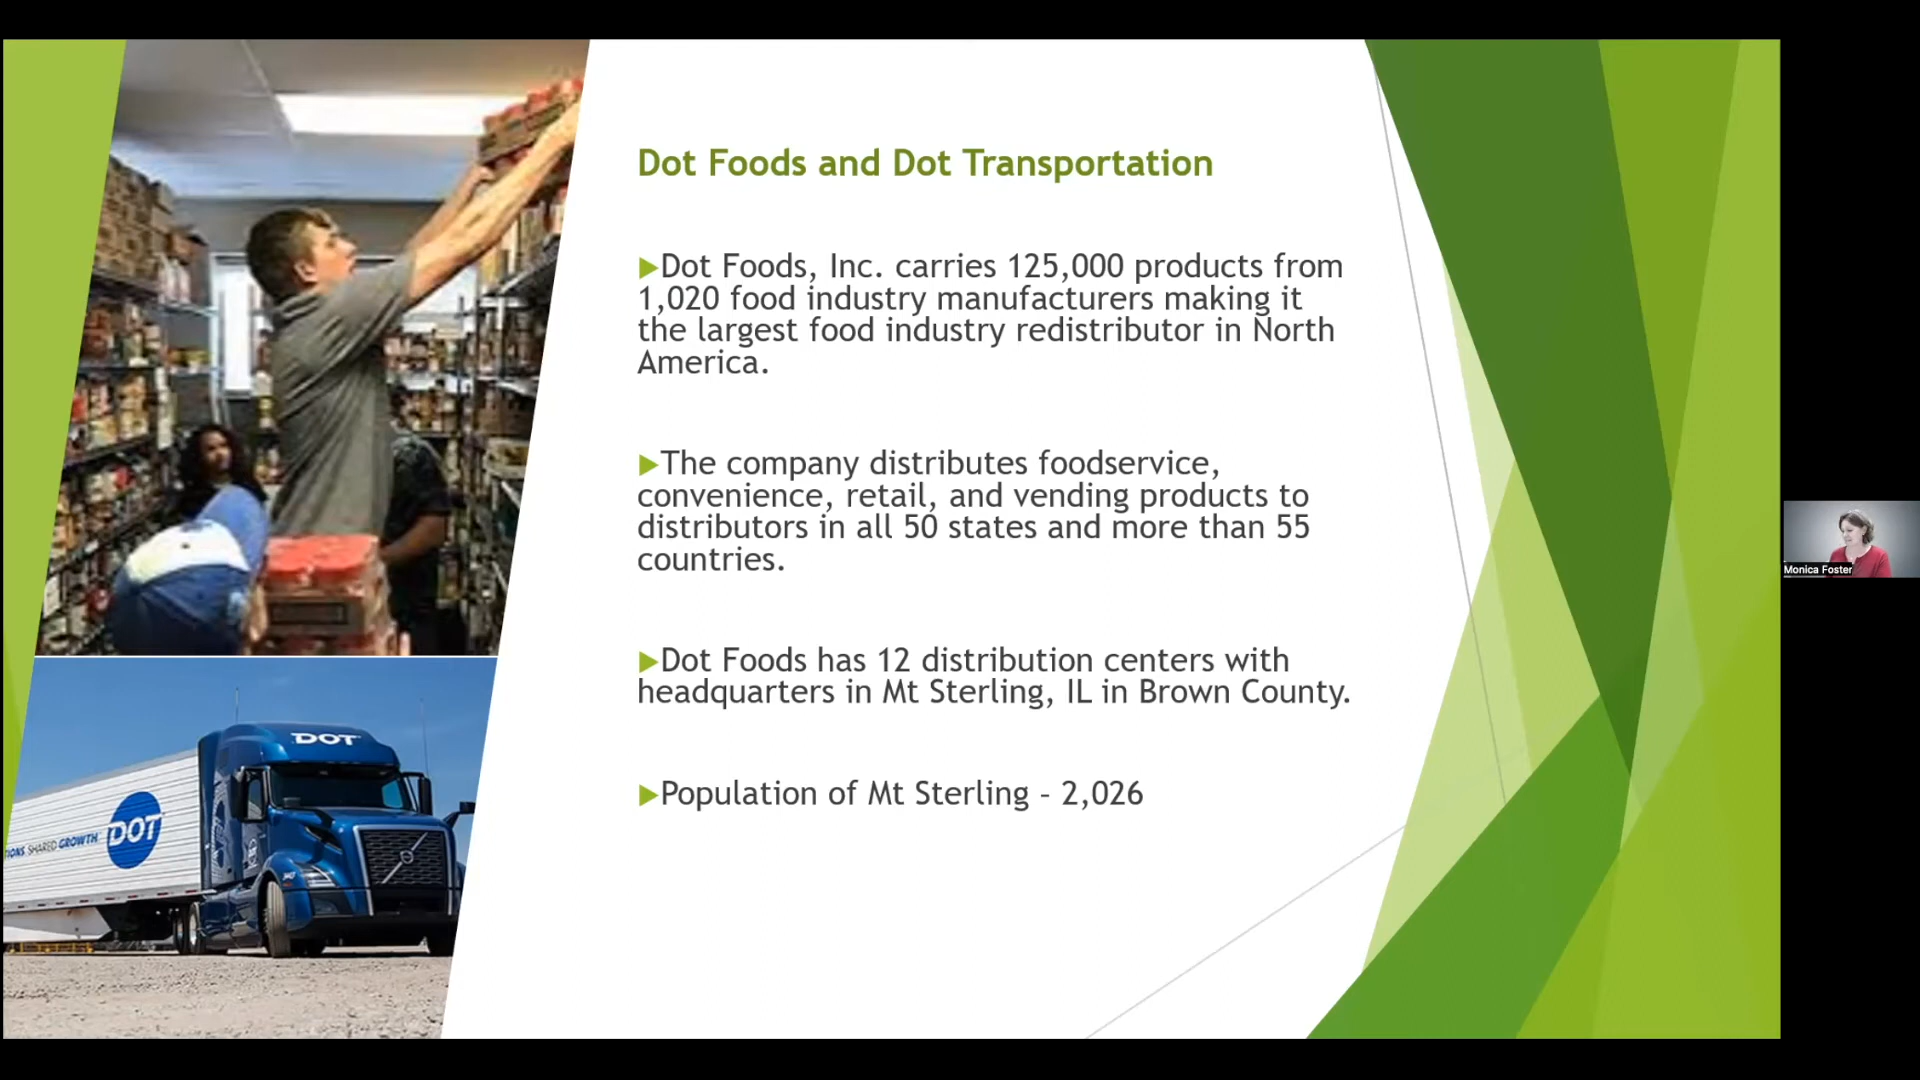 Dot Foods and Dot Transportation
▶Dot Foods, Inc. carries 125,000 products from
1,020 food industry manufacturers making it
the largest food industry redistributor in North
America.
▶The company distributes foodservice,
convenience, retail, and vending products to
distributors in all 50 states and more than 55
countries.
▶Dot Foods has 12 distribution centers with
headquarters in Mt Sterling, IL in Brown County.
▶Population of Mt Sterling - 2,026
DOT
DOT
IONS. SHARED GROWTH.
Monica Foster